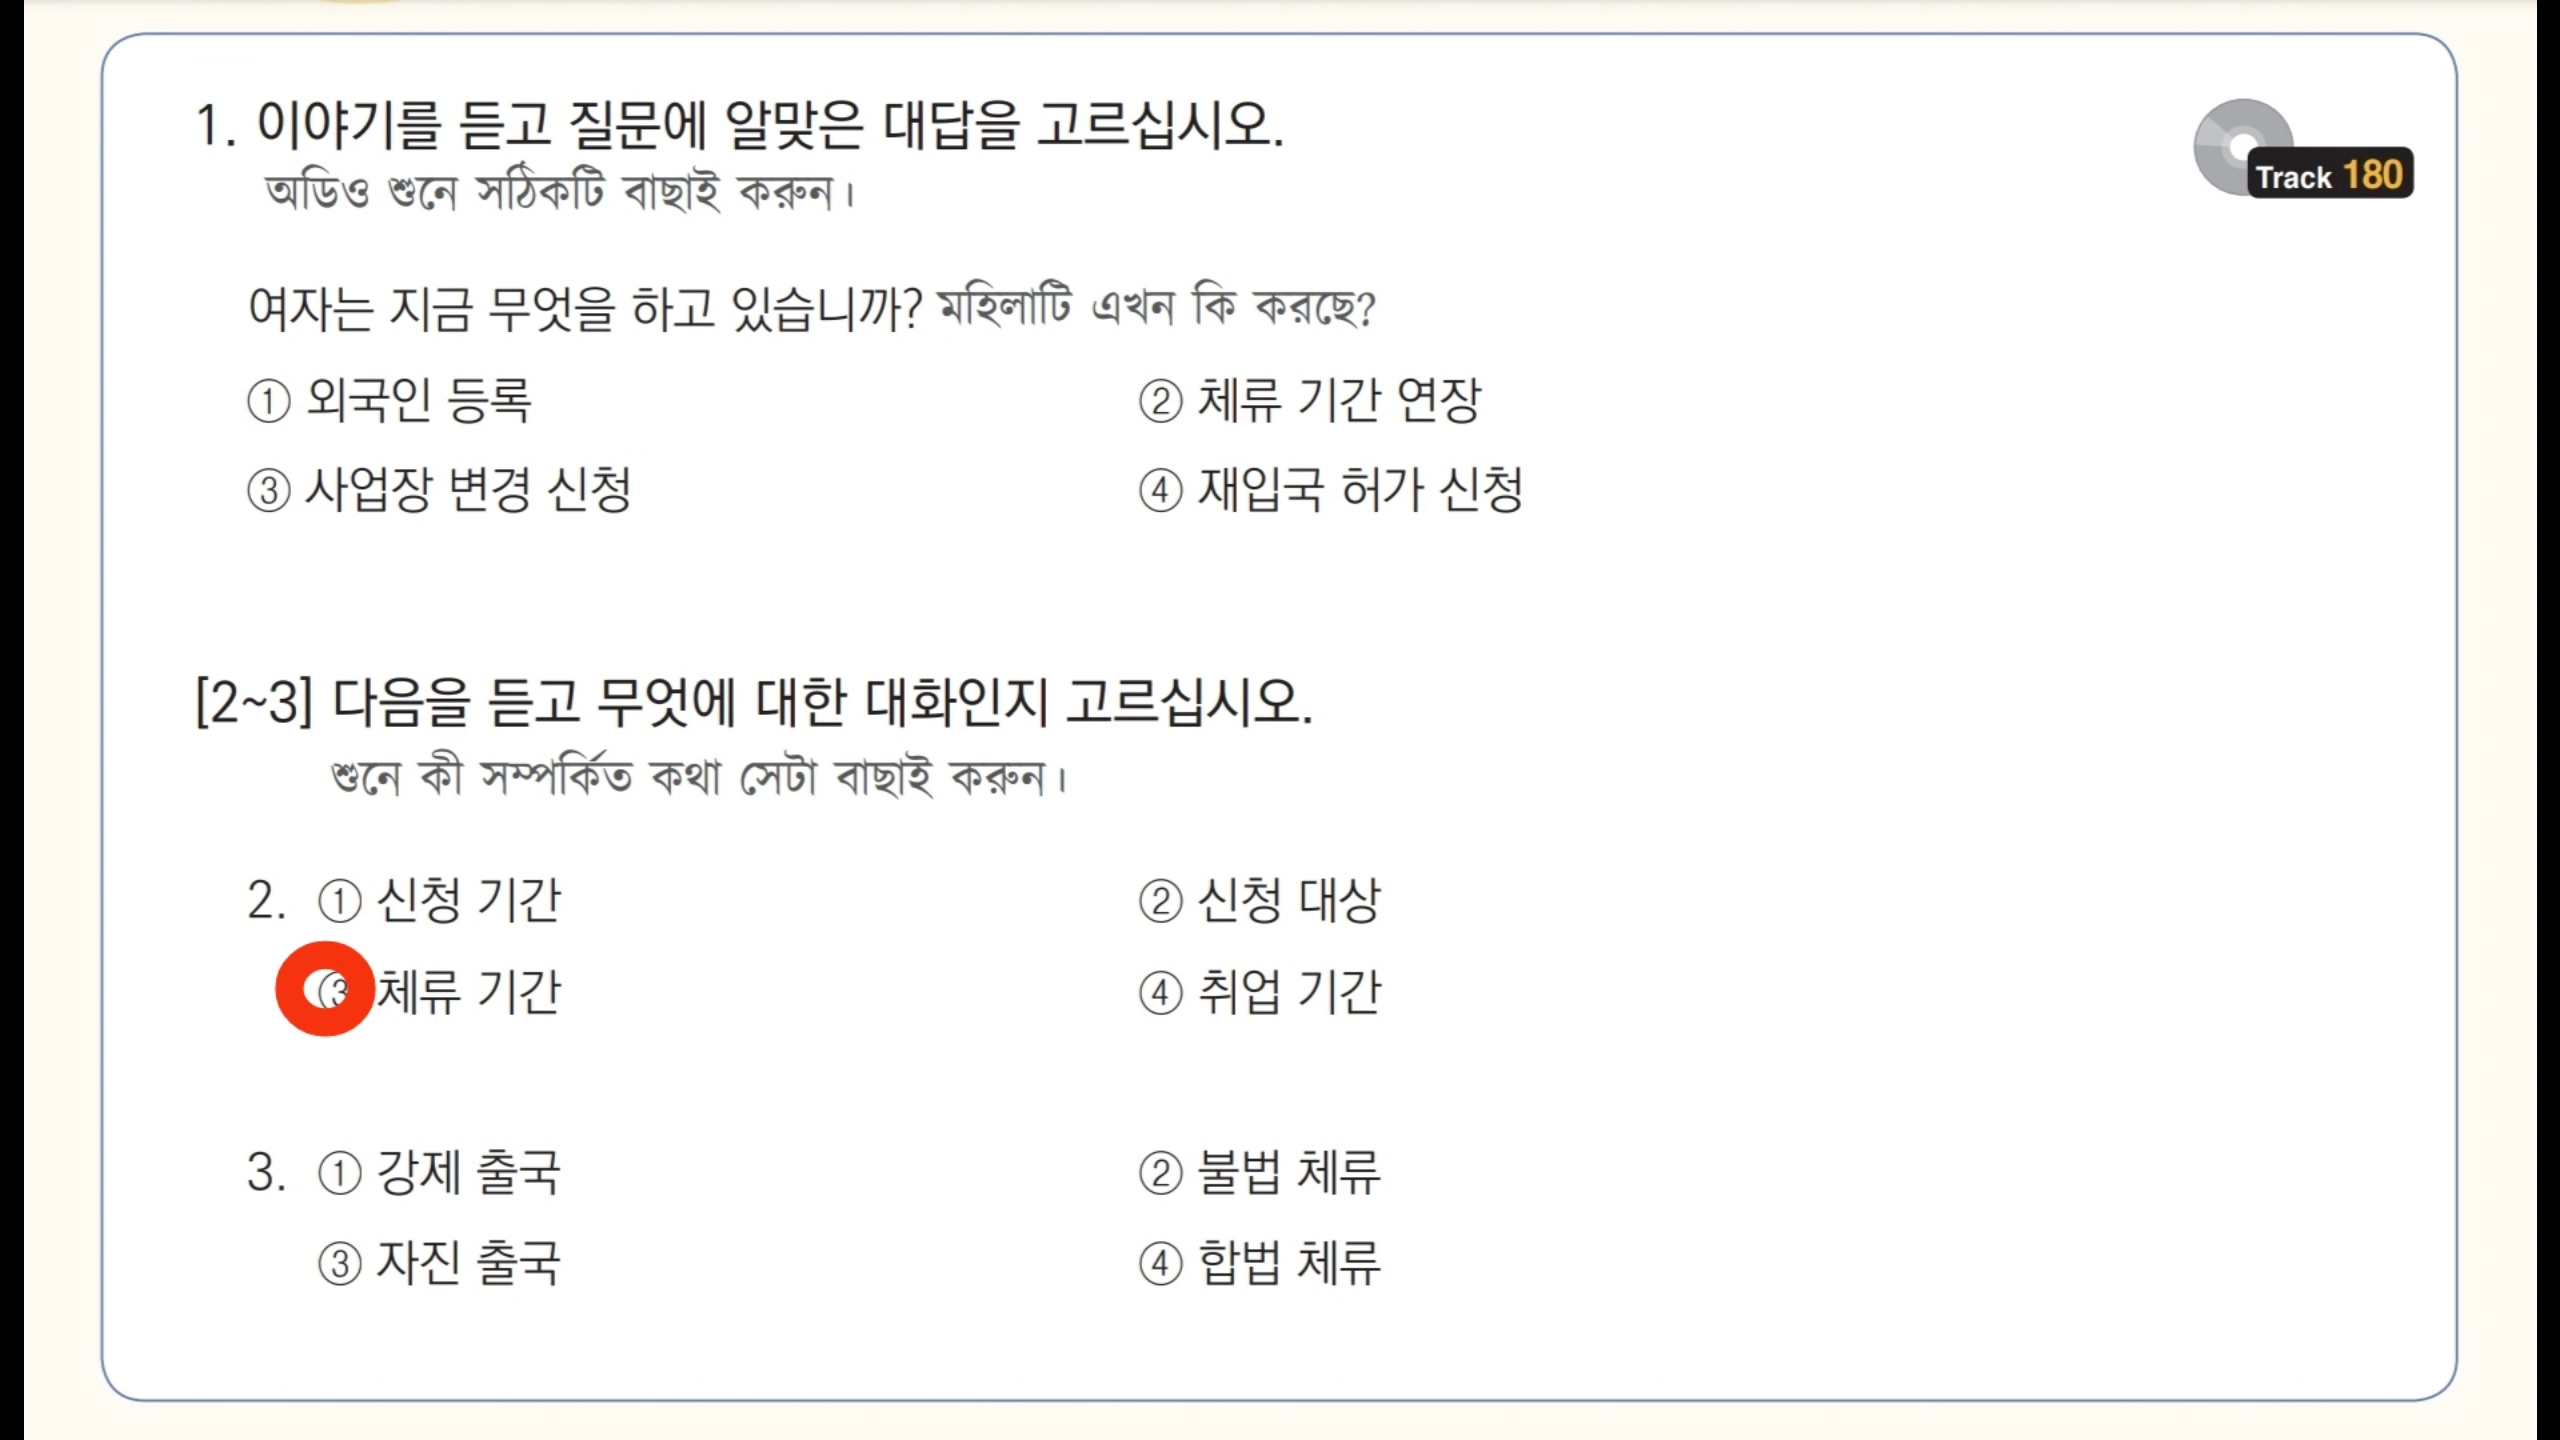 1. 이야기를 듣고 질문에 알맞은 대답을 고르십시오.
অডিও শুনে সঠিকটি বাছাই করুন।
Track 180
여자는 지금 무엇을 하고 있습니까? মহিলাটি এখন কি করছে?
① 외국인 등록 ② 체류 기간 연장
③ 사업장 변경 신청 ④ 재입국 허가 신청
[2~3] 다음을 듣고 무엇에 대한 대화인지 고르십시오.
শুনে কী সম্পর্কিত কথা সেটা বাছাই করুন।
2. ① 신청 기간 ② 신청 대상
③ 체류 기간 ④ 취업 기간
3. ① 강제 출국 ② 불법 체류
③ 자진 출국 ④ 합법 체류